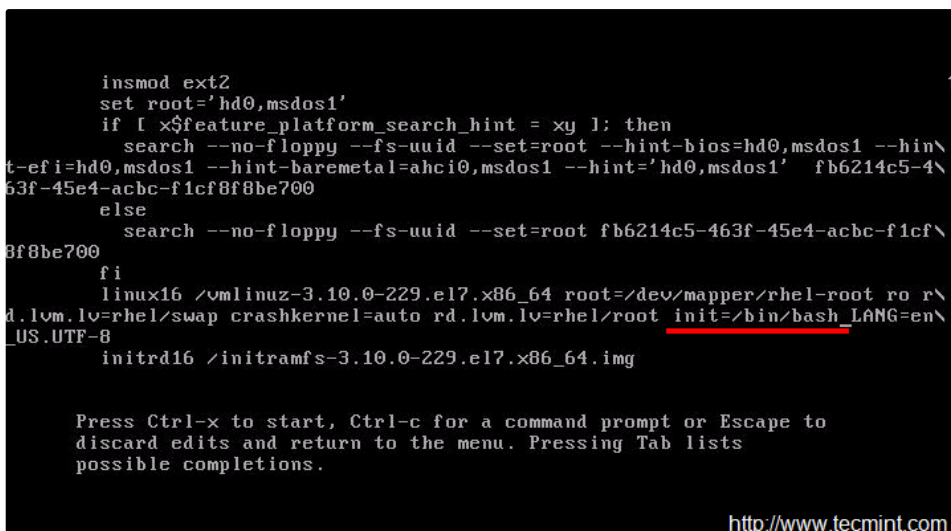 insmod ext2
set root='hd0,msdos1'
if [ x$feature_platform_search_hint = xy ]; then
search --no-floppy --fs-uuid --set=root --hint-bios=hd0,msdos1 --hin\
t-efi=hd0,msdos1 --hint-baremetal=ahci0,msdos1 --hint='hd0,msdos1'  fb6214c5-4\
63f-45e4-acbc-f1cf8f8be700
else
search --no-floppy --fs-uuid --set=root fb6214c5-463f-45e4-acbc-f1cf\
8f8be700
fi
linux16 /vmlinuz-3.10.0-229.el7.x86_64 root=/dev/mapper/rhel-root ro r\
d.lvm.lv=rhel/swap crashkernel=auto rd.lvm.lv=rhel/root init=/bin/bash_LANG=en\
_US.UTF-8
initrd16 /initramfs-3.10.0-229.el7.x86_64.img
Press Ctrl-x to start, Ctrl-c for a command prompt or Escape to
discard edits and return to the menu. Pressing Tab lists
possible completions.
http://www.tecmint.com